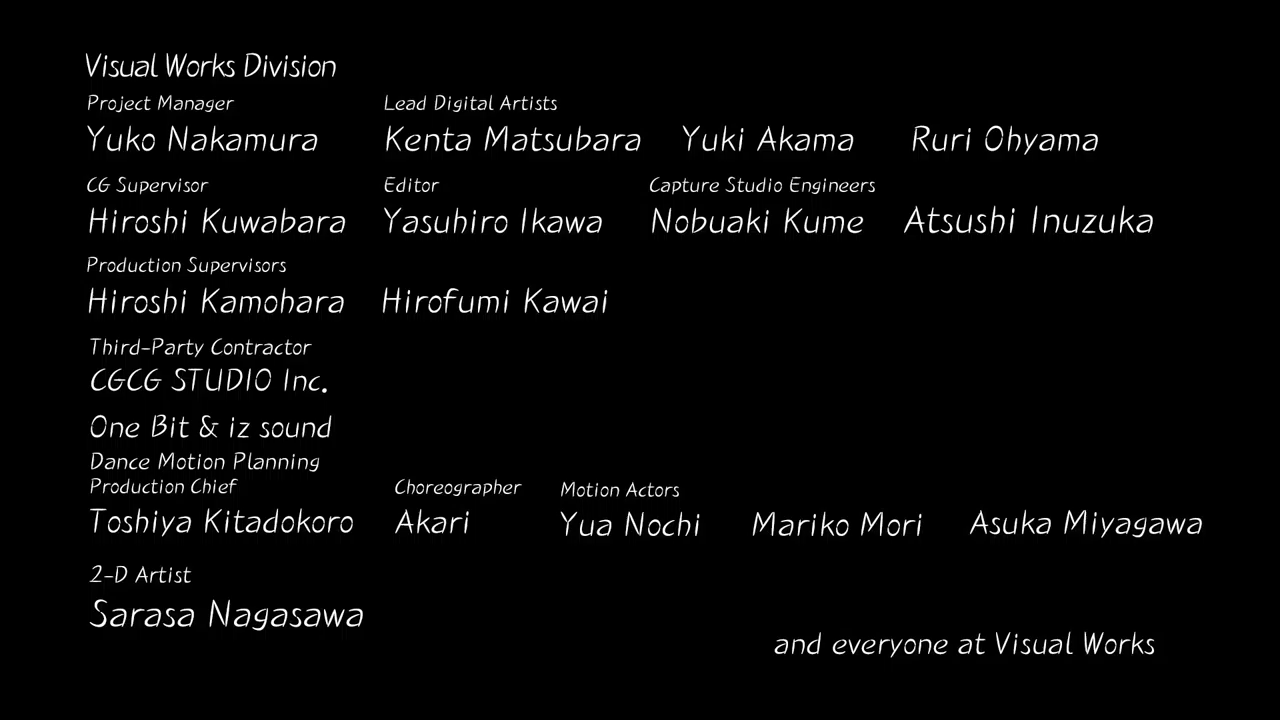 Visual Works Division
Project Manager Lead Digital Artists
Yuko Nakamura Kenta Matsubara Yuki Akama Ruri Ohyama
CG Supervisor Editor Capture Studio Engineers
Hiroshi Kuwabara Yasuhiro Ikawa Nobuaki Kume Atsushi Inuzuka
Production Supervisors
Hiroshi Kamohara Hirofumi Kawai
Third-Party Contractor
CGCG STUDIO Inc.
One Bit & iz sound
Dance Motion Planning
Production Chief Choreographer Motion Actors
Toshiya Kitadokoro Akari Yua Nochi Mariko Mori Asuka Miyagawa
2-D Artist
Sarasa Nagasawa
and everyone at Visual Works